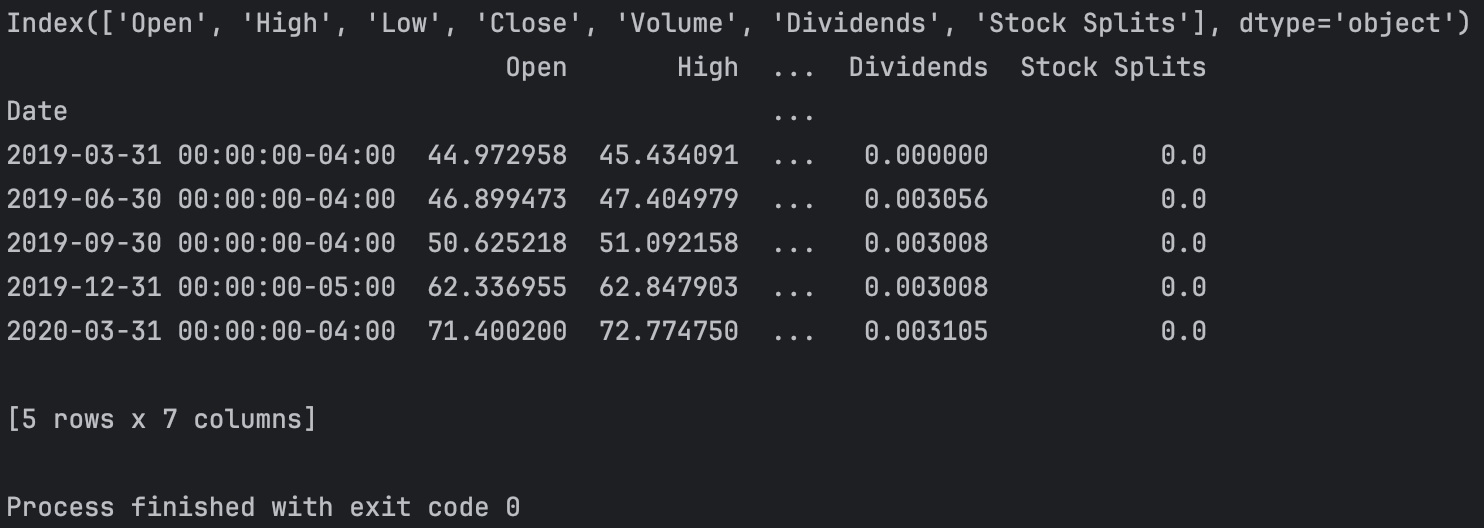 Index(['Open', 'High', 'Low', 'Close', 'Volume', 'Dividends', 'Stock Splits'], dtype='object')
                                Open       High  ...  Dividends  Stock Splits
Date                                             ...
2019-03-31 00:00:00-04:00  44.972958  45.434091  ...   0.000000           0.0
2019-06-30 00:00:00-04:00  46.899473  47.404979  ...   0.003056           0.0
2019-09-30 00:00:00-04:00  50.625218  51.092158  ...   0.003008           0.0
2019-12-31 00:00:00-05:00  62.336955  62.847903  ...   0.003008           0.0
2020-03-31 00:00:00-04:00  71.400200  72.774750  ...   0.003105           0.0
[5 rows x 7 columns]
Process finished with exit code 0